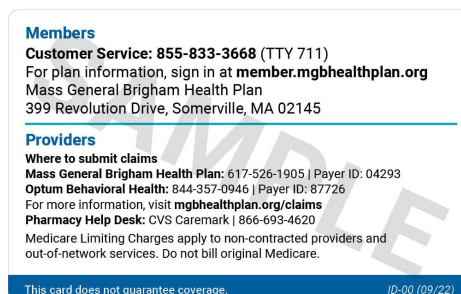 Members
Customer Service: 855-833-3668 (TTY 711)
For plan information, sign in at member.mgbhealthplan.org
Mass General Brigham Health Plan
399 Revolution Drive, Somerville, MA 02145
Providers
Where to submit claims
Mass General Brigham Health Plan: 617-526-1905 | Payer ID: 04293
Optum Behavioral Health: 844-357-0946 | Payer ID: 87726
For more information, visit mgbhealthplan.org/claims
Pharmacy Help Desk: CVS Caremark | 866-693-4620
Medicare Limiting Charges apply to non-contracted providers and
out-of-network services. Do not bill original Medicare.
This card does not guarantee coverage. ID-00 (09/22)
SAMPLE